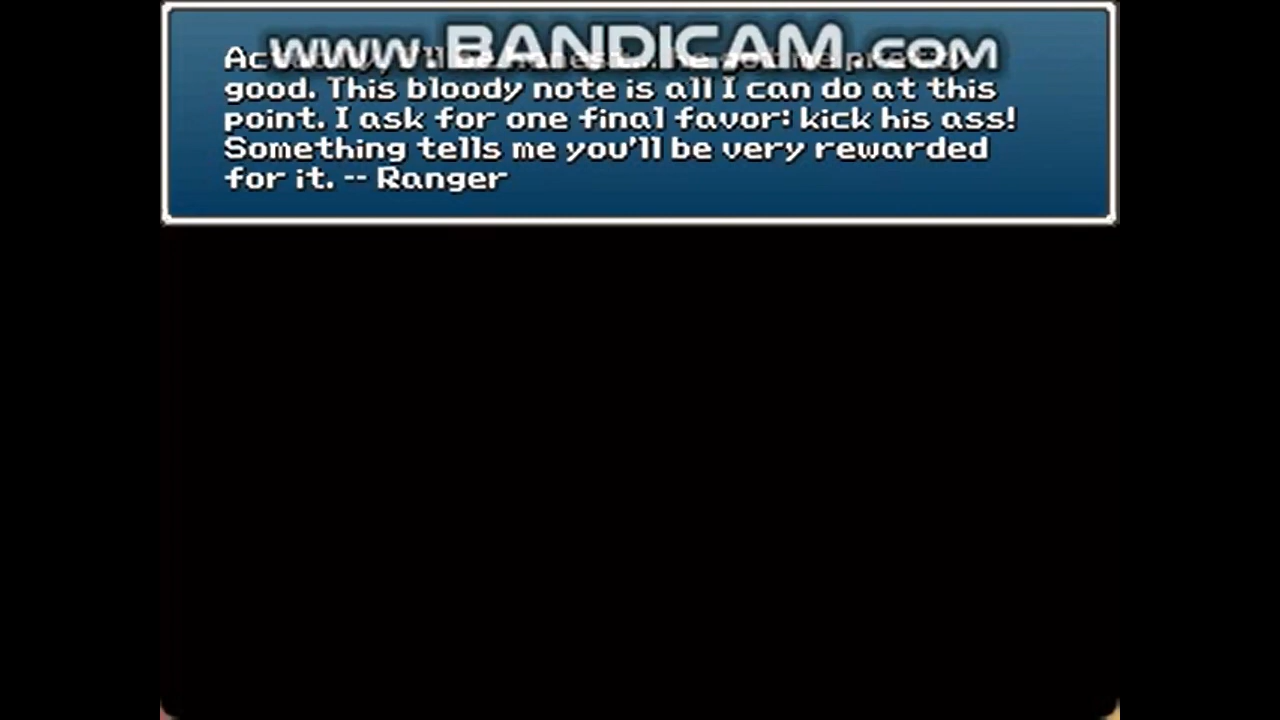 www.BANDICAM.com
good. This bloody note is all I can do at this
point. I ask for one final favor: kick his ass!
Something tells me you'll be very rewarded
for it. -- Ranger